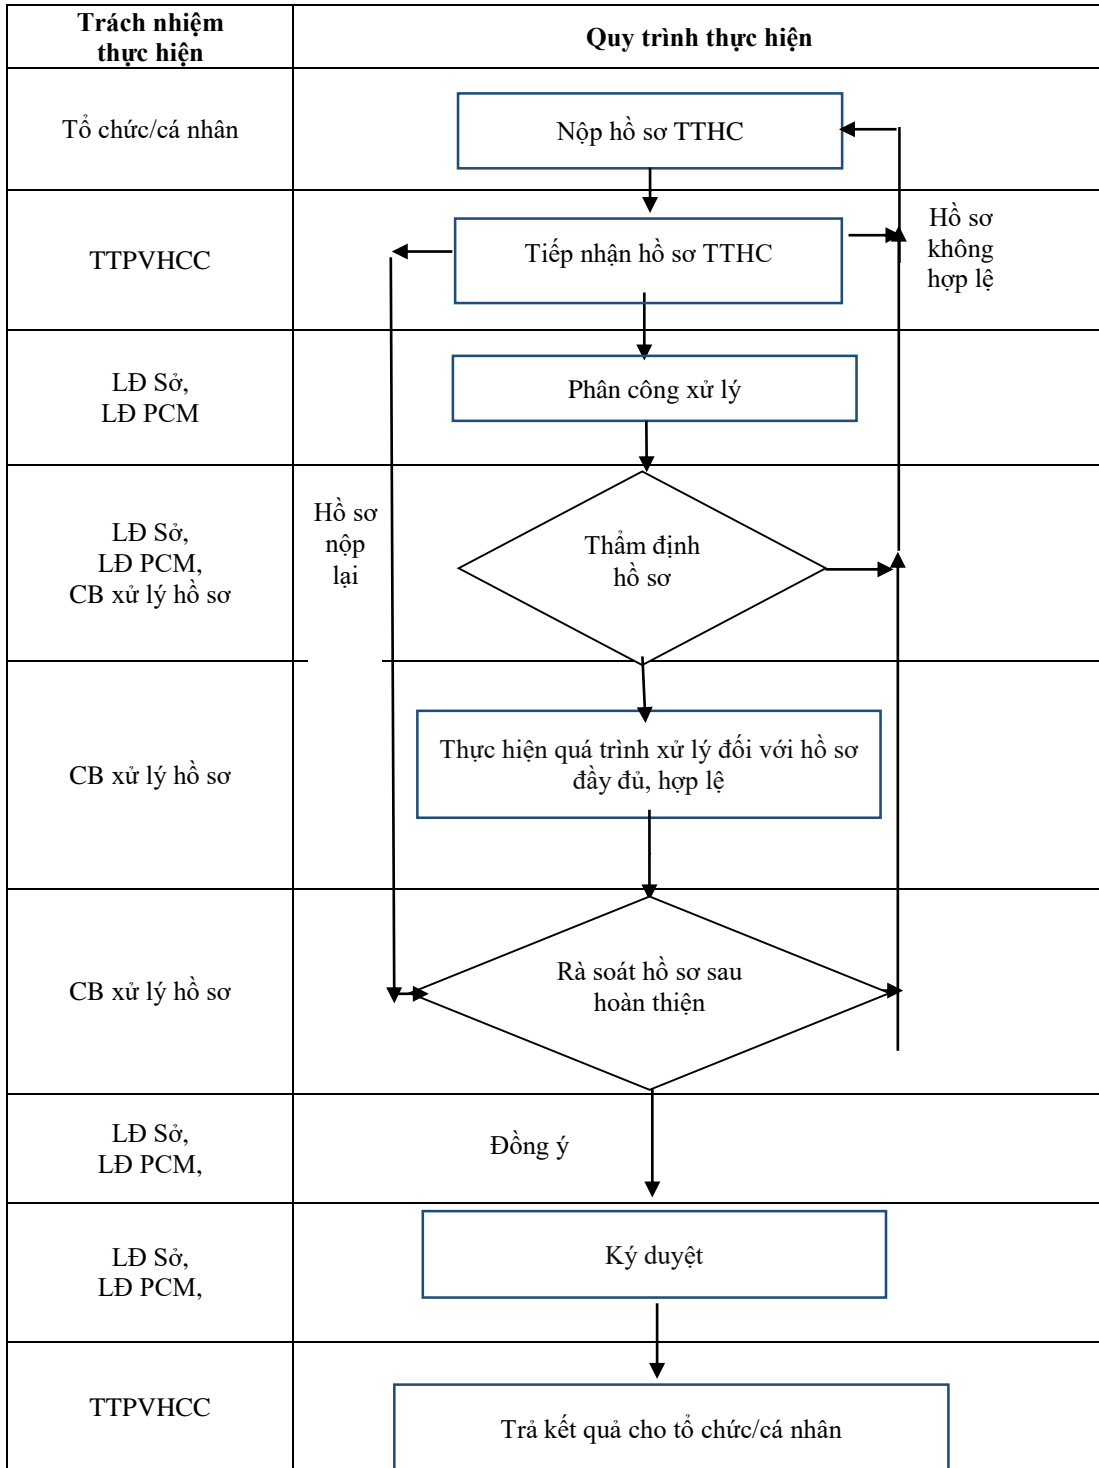 Trách nhiệm
thực hiện
Quy trình thực hiện
Tổ chức/cá nhân
Nộp hồ sơ TTHC
TTPVHCC
Tiếp nhận hồ sơ TTHC
Hồ sơ
không
hợp lệ
LĐ Sở,
LĐ PCM
Phân công xử lý
LĐ Sở,
LĐ PCM,
CB xử lý hồ sơ
Hồ sơ
nộp
lại
Thẩm định
hồ sơ
CB xử lý hồ sơ
Thực hiện quá trình xử lý đối với hồ sơ
đầy đủ, hợp lệ
CB xử lý hồ sơ
Rà soát hồ sơ sau
hoàn thiện
LĐ Sở,
LĐ PCM,
Đồng ý
LĐ Sở,
LĐ PCM,
Ký duyệt
TTPVHCC
Trả kết quả cho tổ chức/cá nhân